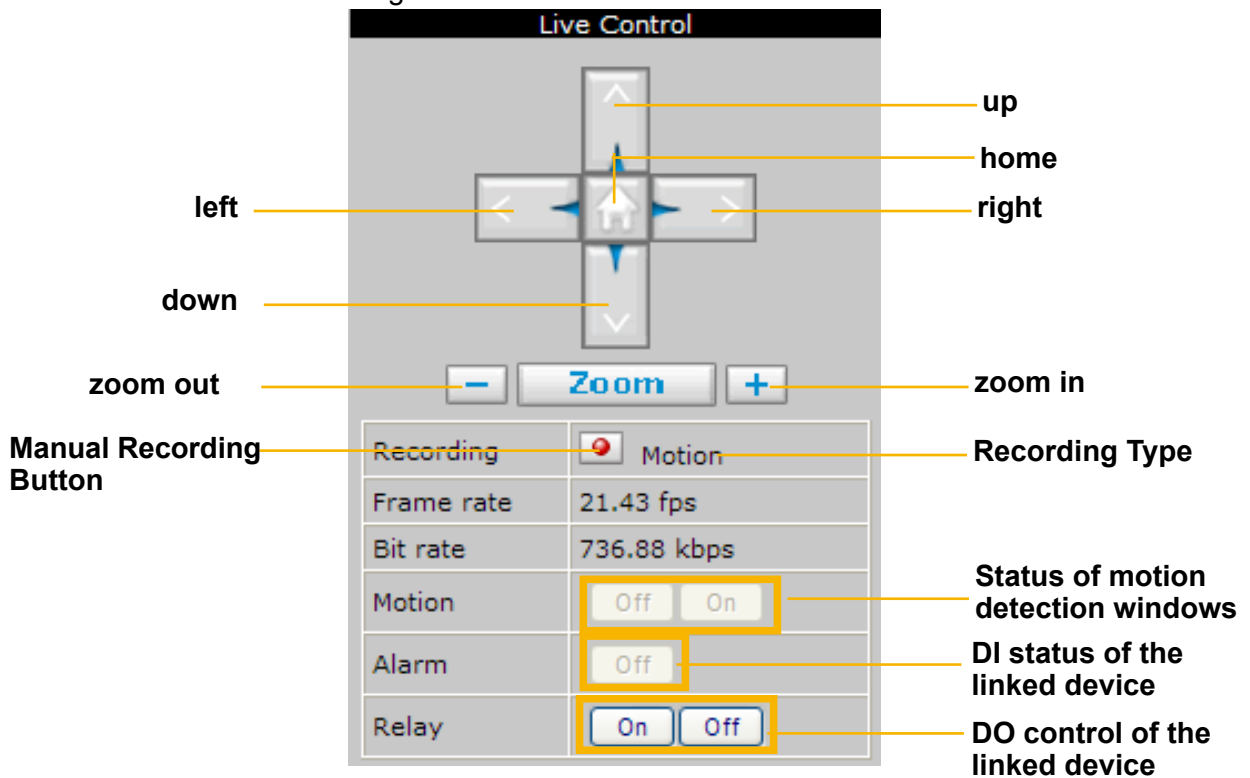 Live Control
up
home
left
right
down
zoom out
Zoom
zoom in
Manual Recording
Button
Recording
Motion
Recording Type
Frame rate
21.43 fps
Bit rate
736.88 kbps
Motion
Off
On
Status of motion
detection windows
Alarm
Off
DI status of the
linked device
Relay
On
Off
DO control of the
linked device